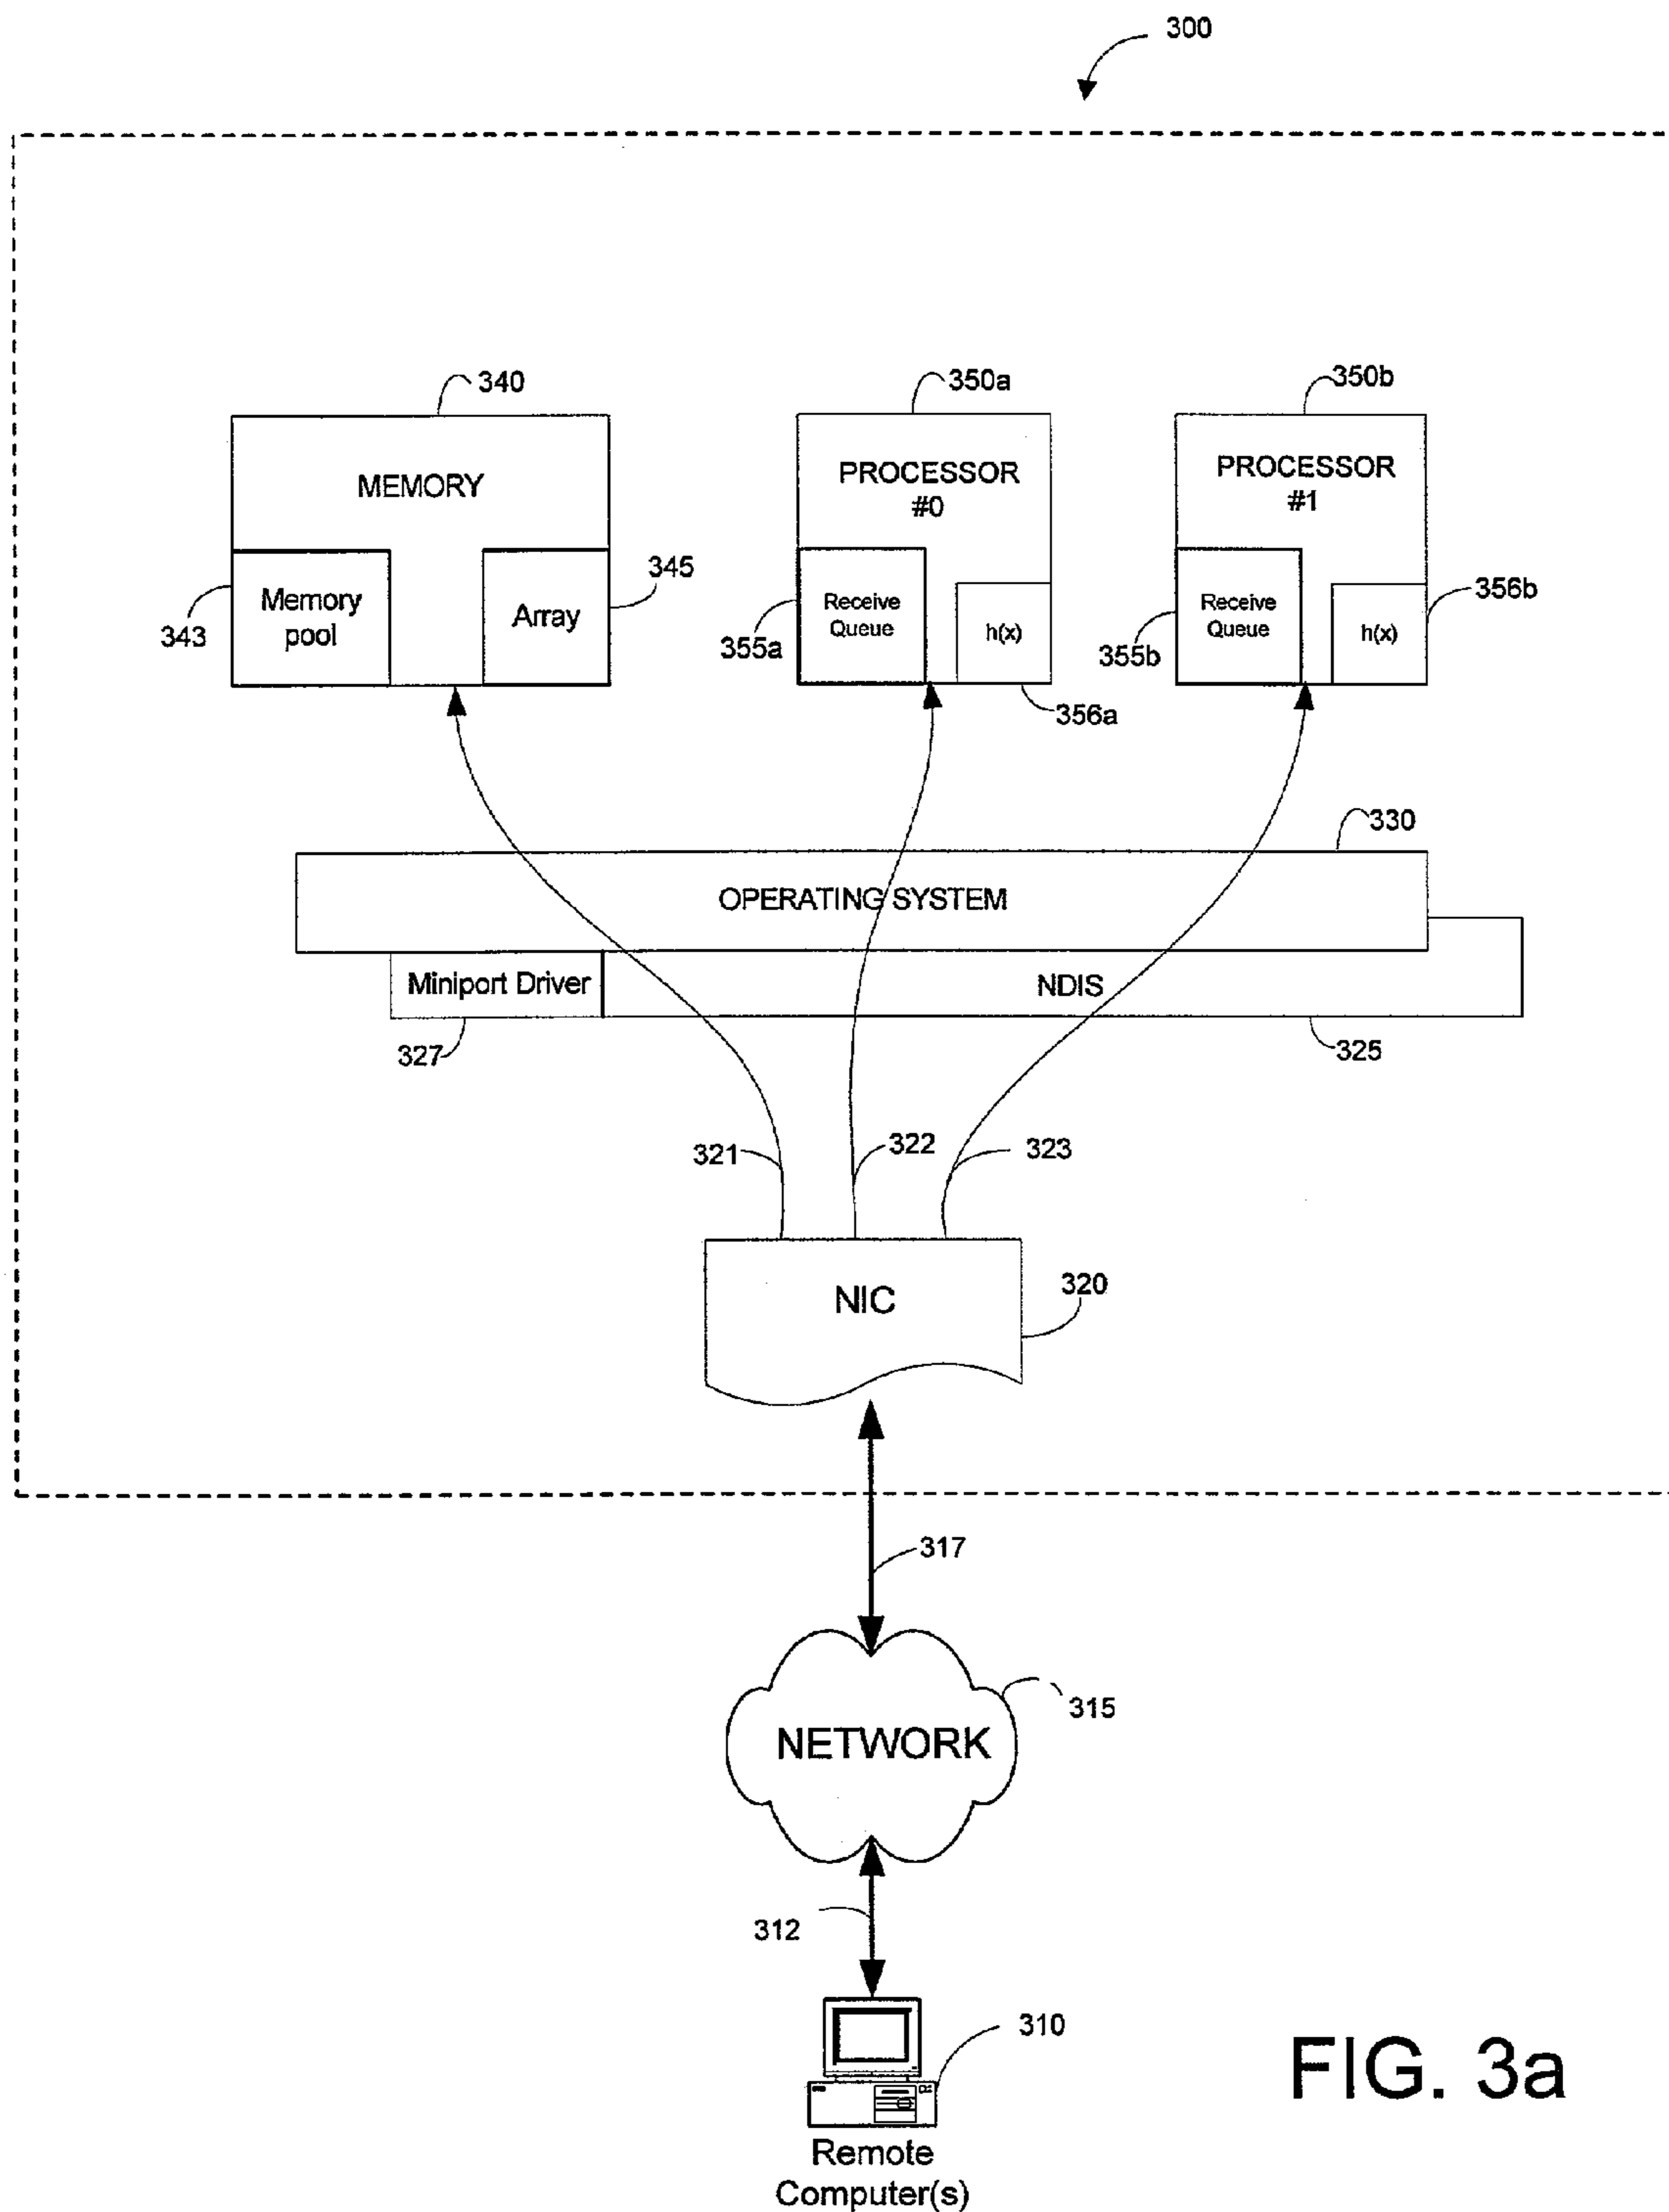 300
340
350a
350b
MEMORY
PROCESSOR
#0
PROCESSOR
#1
343
Memory
pool
Array
345
355a
Receive
Queue
h(x)
356a
355b
Receive
Queue
h(x)
356b
330
OPERATING SYSTEM
Miniport Driver
NDIS
327
325
321
322
323
NIC
320
317
NETWORK
315
312
310
Remote
Computer(s)
FIG. 3a